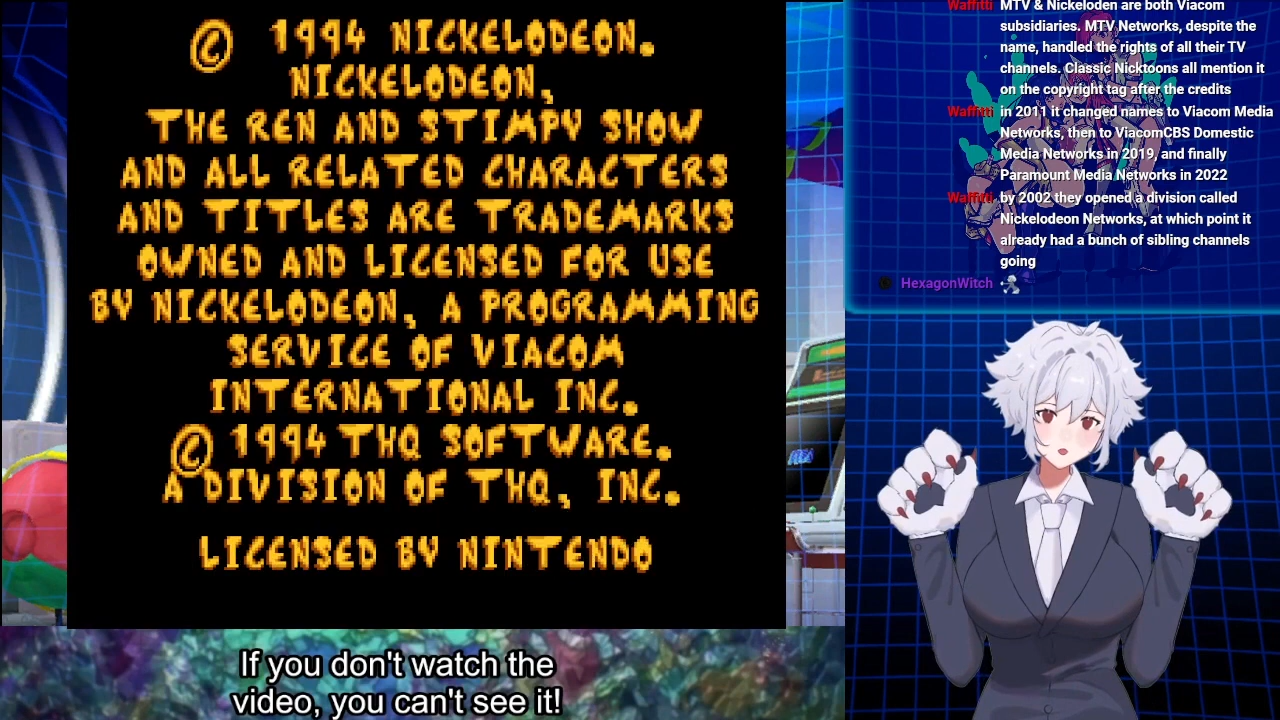 © 1994 NICKELODEON.
NICKELODEON,
THE REN AND STIMPY SHOW
AND ALL RELATED CHARACTERS
AND TITLES ARE TRADEMARKS
OWNED AND LICENSED FOR USE
BY NICKELODEON, A PROGRAMMING
SERVICE OF VIACOM
INTERNATIONAL INC.
© 1994 THQ SOFTWARE.
A DIVISION OF THQ, INC.
LICENSED BY NINTENDO
If you don't watch the
video, you can't see it!
Waffitti MTV & Nickeloden are both Viacom
subsidiaries. MTV Networks, despite the
name, handled the rights of all their TV
channels. Classic Nicktoons all mention it
on the copyright tag after the credits
Waffitti in 2011 it changed names to Viacom Media
Networks, then to ViacomCBS Domestic
Media Networks in 2019, and finally
Paramount Media Networks in 2022
Waffitti by 2002 they opened a division called
Nickelodeon Networks, at which point it
already had a bunch of sibling channels
going
HexagonWitch